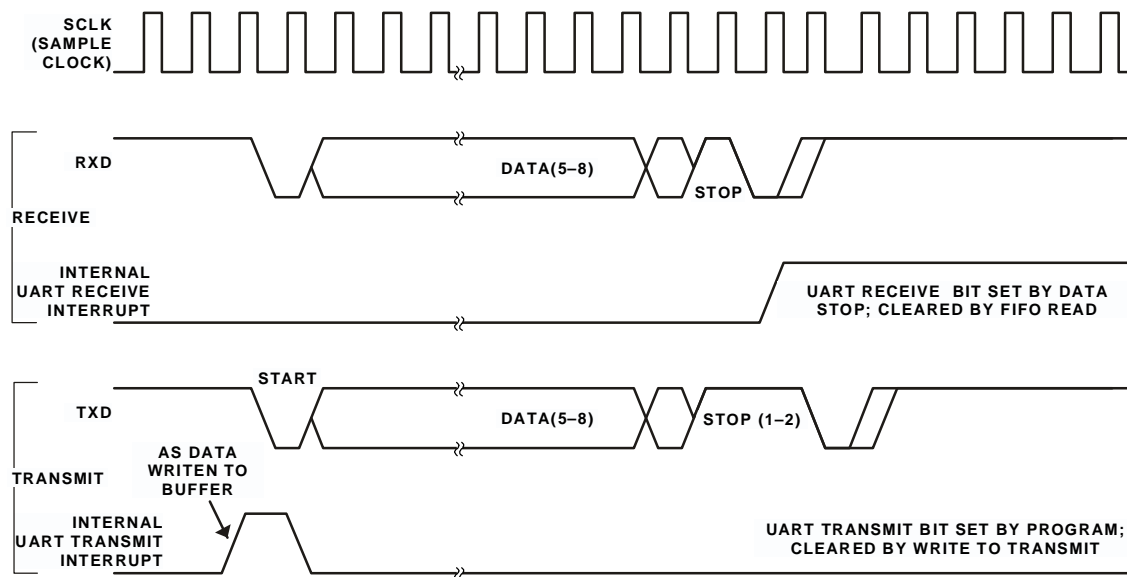 SCLK
(SAMPLE
CLOCK)
RXD
DATA(5–8)
STOP
RECEIVE
INTERNAL
UART RECEIVE
INTERRUPT
UART RECEIVE BIT SET BY DATA
STOP; CLEARED BY FIFO READ
START
TXD
DATA(5–8)
STOP (1–2)
AS DATA
WRITEN TO
BUFFER
TRANSMIT
INTERNAL
UART TRANSMIT
INTERRUPT
UART TRANSMIT BIT SET BY PROGRAM;
CLEARED BY WRITE TO TRANSMIT